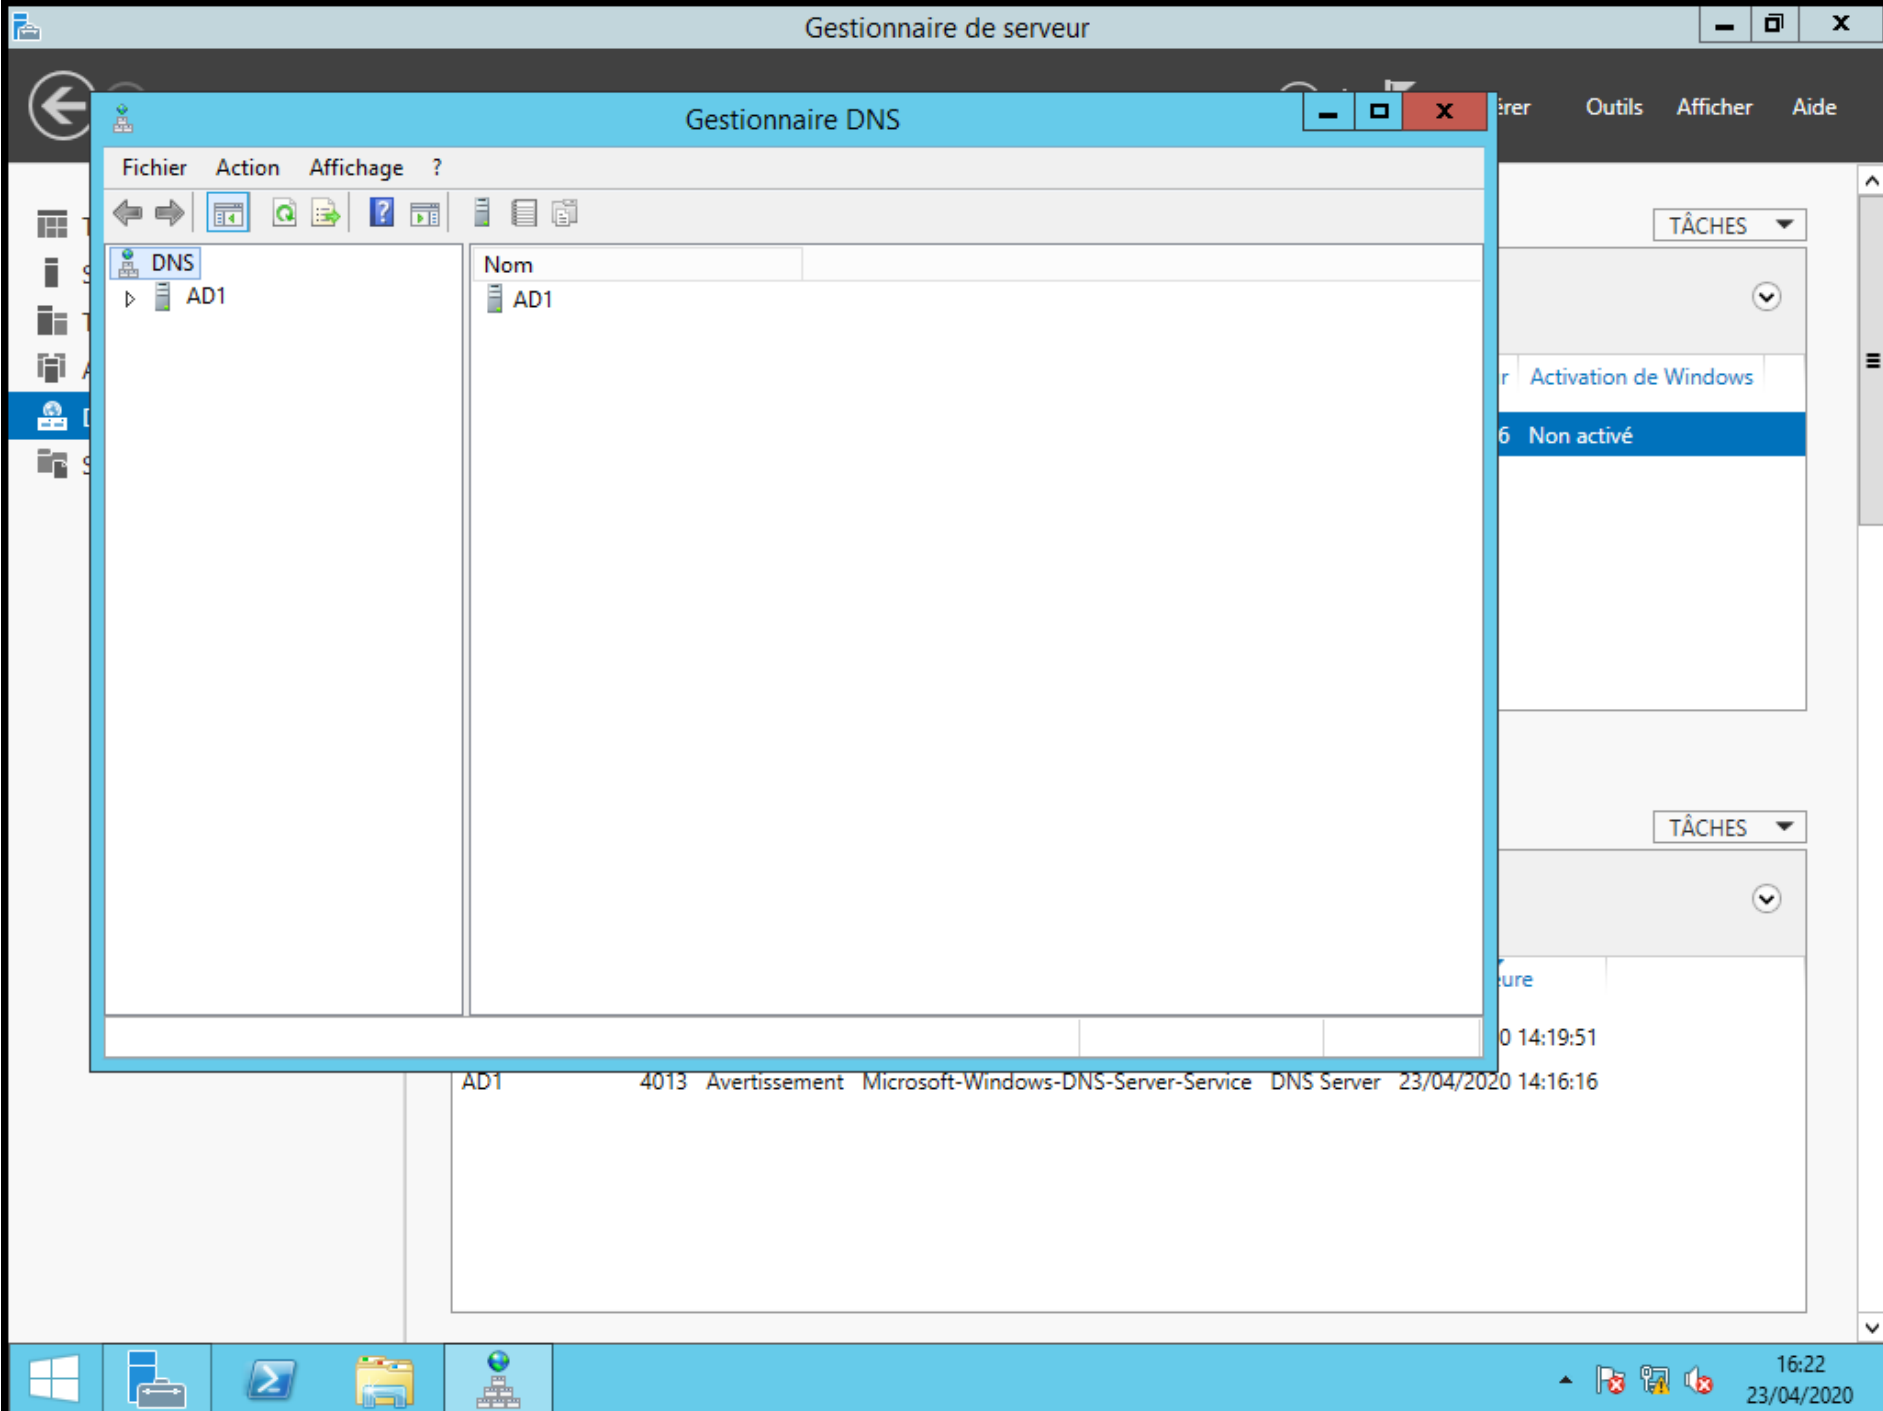 Gestionnaire de serveur
Outils Afficher Aide
Gestionnaire DNS
Fichier Action Affichage ?
TÂCHES
DNS
AD1
Nom
AD1
Activation de Windows
6 Non activé
TÂCHES
0 14:19:51
AD1 4013 Avertissement Microsoft-Windows-DNS-Server-Service DNS Server 23/04/2020 14:16:16
16:22
23/04/2020